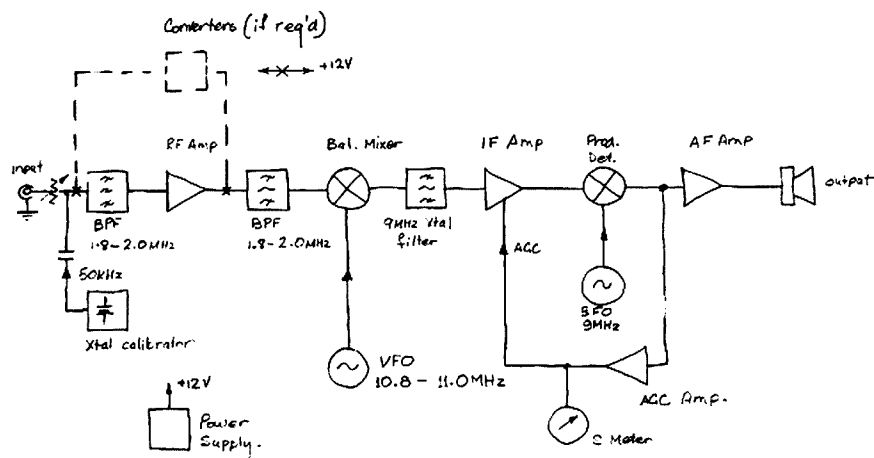 Converters (if req'd)
+12V
Input
RF Amp
Bal. Mixer
IF Amp
Prod.
Det.
AF Amp
output
BPF
1.8-2.0MHz
BPF
1.8-2.0MHz
9MHz Xtal
filter
AGC
50kHz
BFO
9MHz
Xtal calibrator
VFO
10.8 - 11.0MHz
AGC Amp.
S Meter
+12V
Power
Supply.